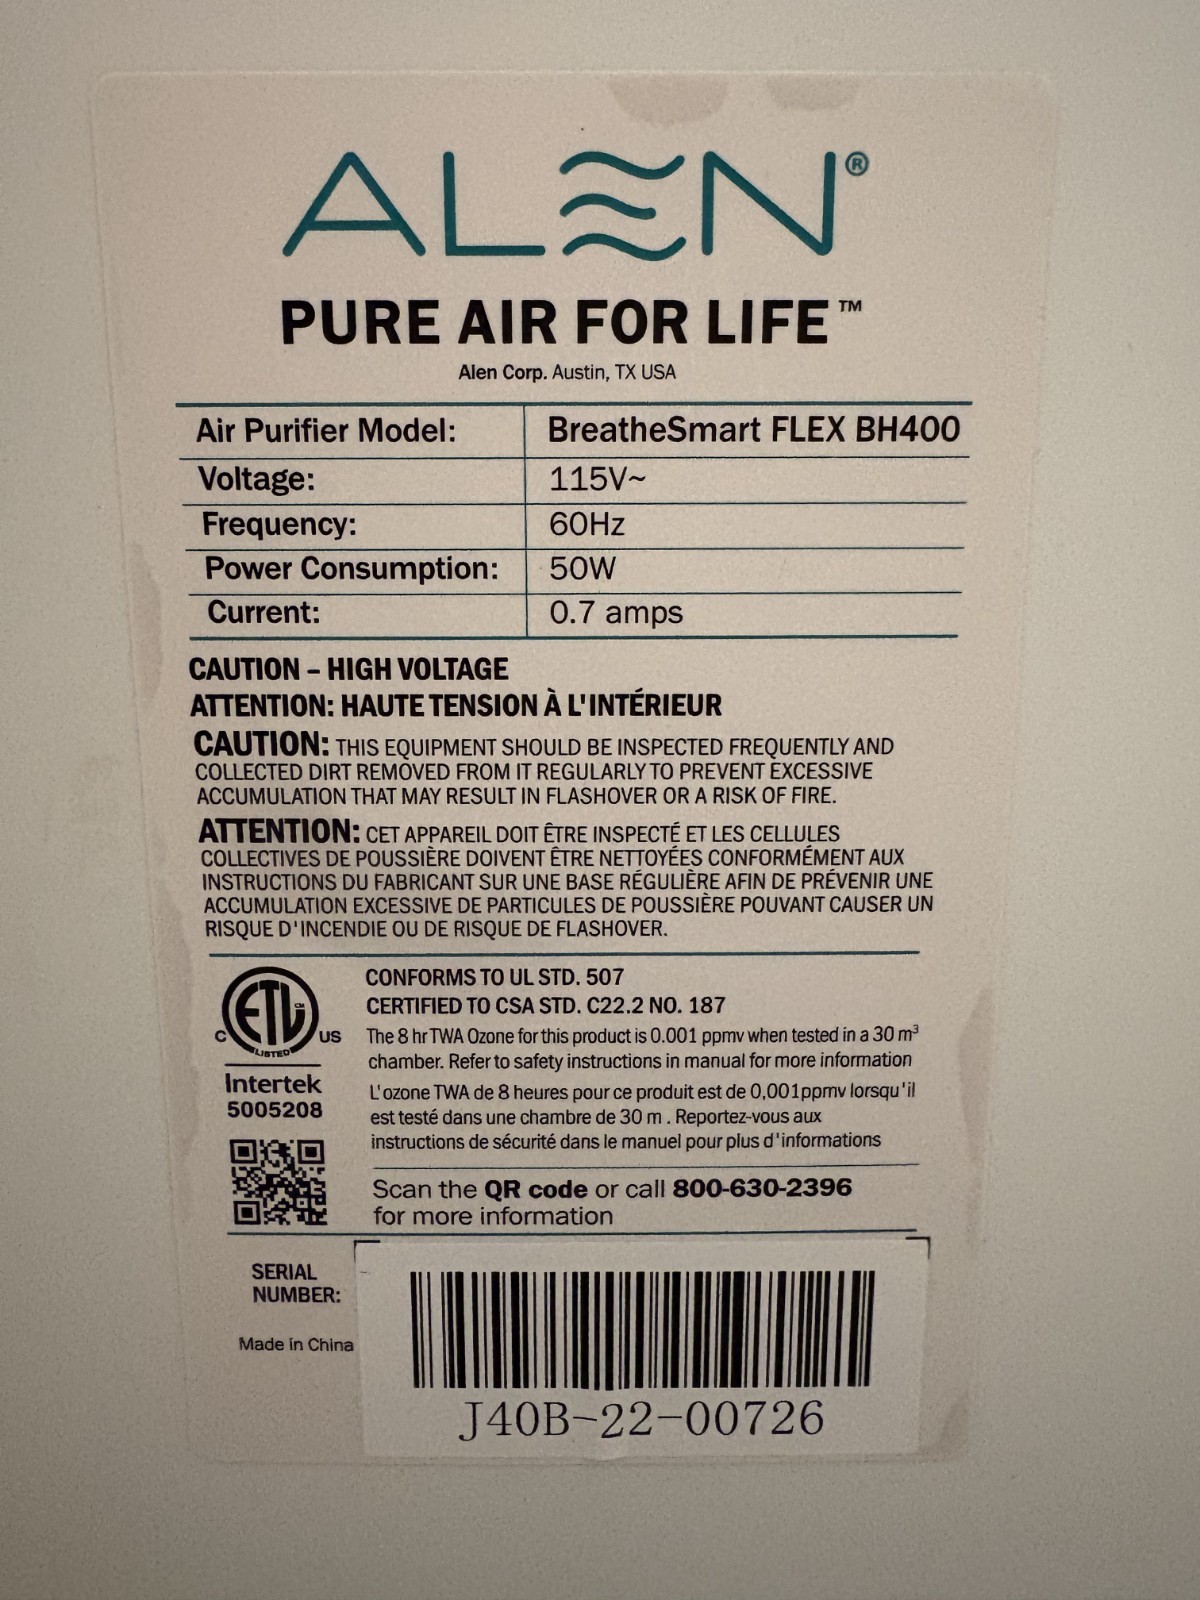 ALEN®
PURE AIR FOR LIFE™
Alen Corp. Austin, TX USA
Air Purifier Model: BreatheSmart FLEX BH400
Voltage: 115V~
Frequency: 60Hz
Power Consumption: 50W
Current: 0.7 amps
CAUTION – HIGH VOLTAGE
ATTENTION: HAUTE TENSION À L'INTÉRIEUR
CAUTION: THIS EQUIPMENT SHOULD BE INSPECTED FREQUENTLY AND
COLLECTED DIRT REMOVED FROM IT REGULARLY TO PREVENT EXCESSIVE
ACCUMULATION THAT MAY RESULT IN FLASHOVER OR A RISK OF FIRE.
ATTENTION: CET APPAREIL DOIT ÊTRE INSPECTÉ ET LES CELLULES
COLLECTIVES DE POUSSIÈRE DOIVENT ÊTRE NETTOYÉES CONFORMÉMENT AUX
INSTRUCTIONS DU FABRICANT SUR UNE BASE RÉGULIÈRE AFIN DE PRÉVENIR UNE
ACCUMULATION EXCESSIVE DE PARTICULES DE POUSSIÈRE POUVANT CAUSER UN
RISQUE D'INCENDIE OU DE RISQUE DE FLASHOVER.
ETL CM
C US
LISTED
Intertek
5005208
CONFORMS TO UL STD. 507
CERTIFIED TO CSA STD. C22.2 NO. 187
The 8 hr TWA Ozone for this product is 0.001 ppmv when tested in a 30 m³
chamber. Refer to safety instructions in manual for more information
L'ozone TWA de 8 heures pour ce produit est de 0,001ppmv lorsqu'il
est testé dans une chambre de 30 m . Reportez-vous aux
instructions de sécurité dans le manuel pour plus d'informations
Scan the QR code or call 800-630-2396
for more information
SERIAL
NUMBER:
Made in China
J40B-22-00726